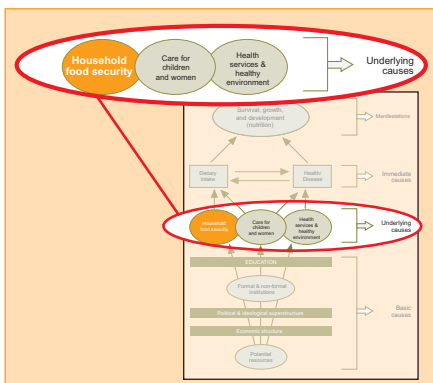 Household
food security
Care for
children
and women
Health
services &
healthy
environment
Underlying
causes
Survival, growth,
and development
(nutrition)
Manifestations
Dietary
intake
Health/
Disease
Immediate
causes
Household
food security
Care for
children
and women
Health
services &
healthy
environment
Underlying
causes
EDUCATION
Formal & non-formal
institutions
Political & ideological superstructure
Economic structure
Basic
causes
Potential
resources